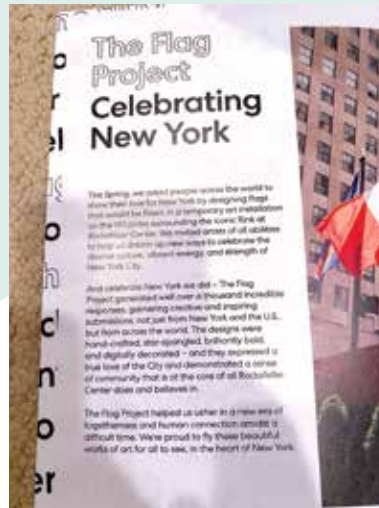 The Flag
Project
Celebrating
New York
This Spring, we asked people across the world to
show their love for New York by designing flags
that would be flown in a temporary art installation
on the 193 poles surrounding the iconic Rink at
Rockefeller Center. We invited artists of all abilities
to help us dream up new ways to celebrate the
diverse culture, vibrant energy, and strength of
New York City.
And celebrate New York we did – The Flag
Project generated well over a thousand incredible
responses, garnering creative and inspiring
submissions, not just from New York and the U.S.,
but from across the world. The designs were
hand-crafted, star-spangled, brilliantly bold,
and digitally decorated – and they expressed a
true love of the City and demonstrated a sense
of community that is at the core of all Rockefeller
Center does and believes in.
The Flag Project helped us usher in a new era of
togetherness and human connection amidst a
difficult time. We're proud to fly these beautiful
works of art for all to see, in the heart of New York.